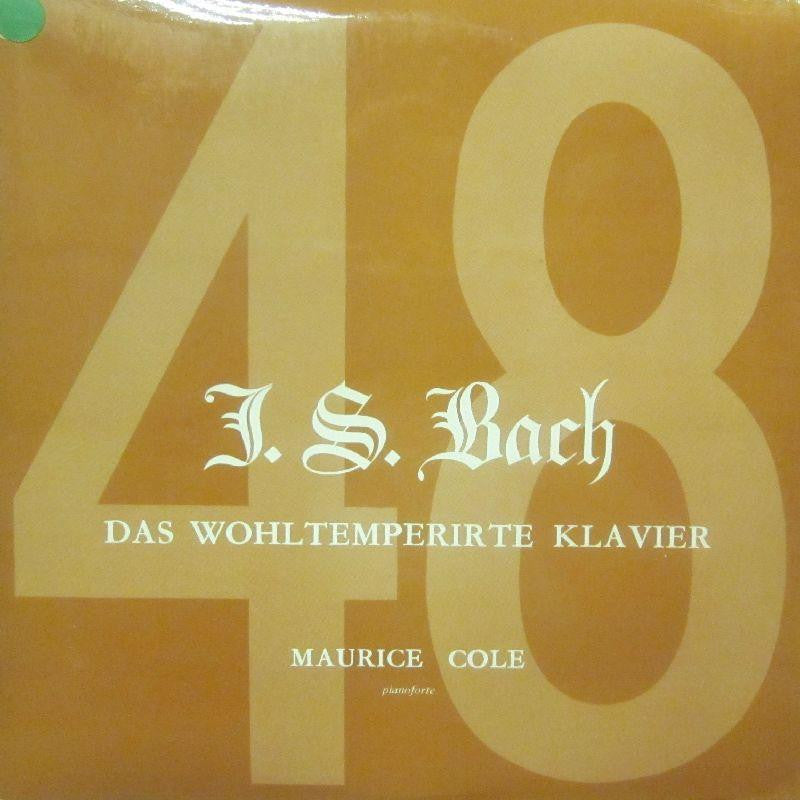 48
J. S. Bach
DAS WOHLTEMPERIRTE KLAVIER
MAURICE COLE
pianoforte